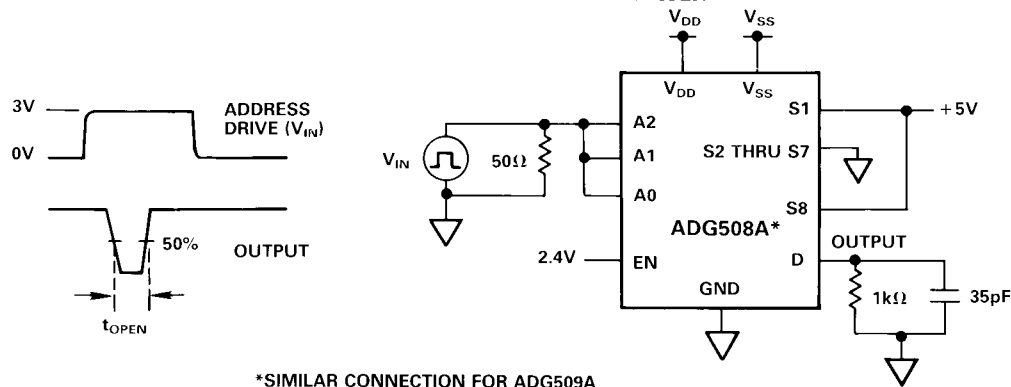 V_DD V_SS
3V
0V
ADDRESS
DRIVE (V_IN)
50%
OUTPUT
t_OPEN
V_IN
50Ω
2.4V
A2
A1
A0
EN
V_DD V_SS
S1
S2 THRU S7
S8
ADG508A*
D
GND
+5V
OUTPUT
1kΩ
35pF
*SIMILAR CONNECTION FOR ADG509A